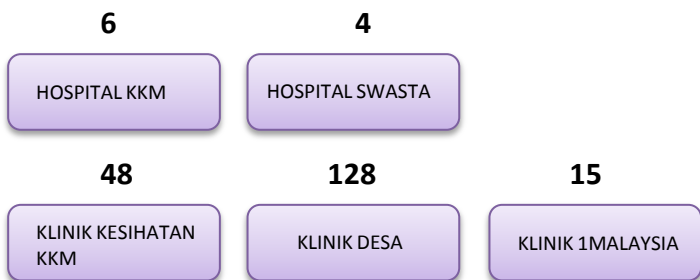 6
4
HOSPITAL KKM
HOSPITAL SWASTA
48
128
15
KLINIK KESIHATAN
KKM
KLINIK DESA
KLINIK 1MALAYSIA